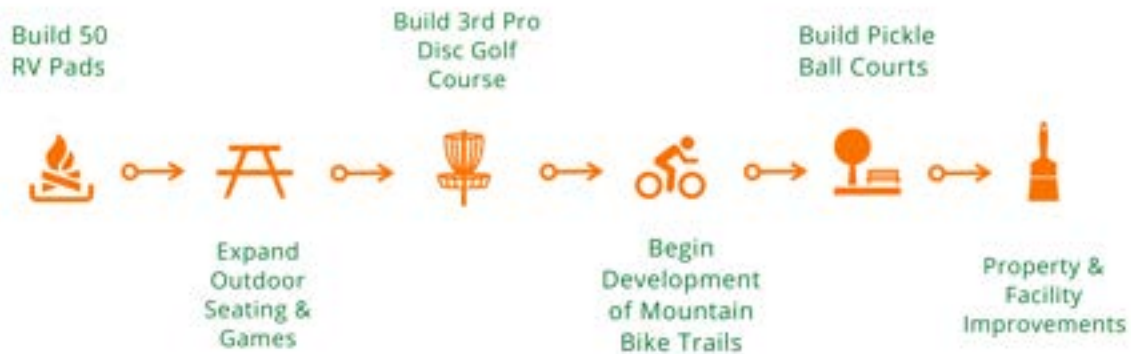 Build 50
RV Pads
Expand
Outdoor
Seating &
Games
Build 3rd Pro
Disc Golf
Course
Begin
Development
of Mountain
Bike Trails
Build Pickle
Ball Courts
Property &
Facility
Improvements